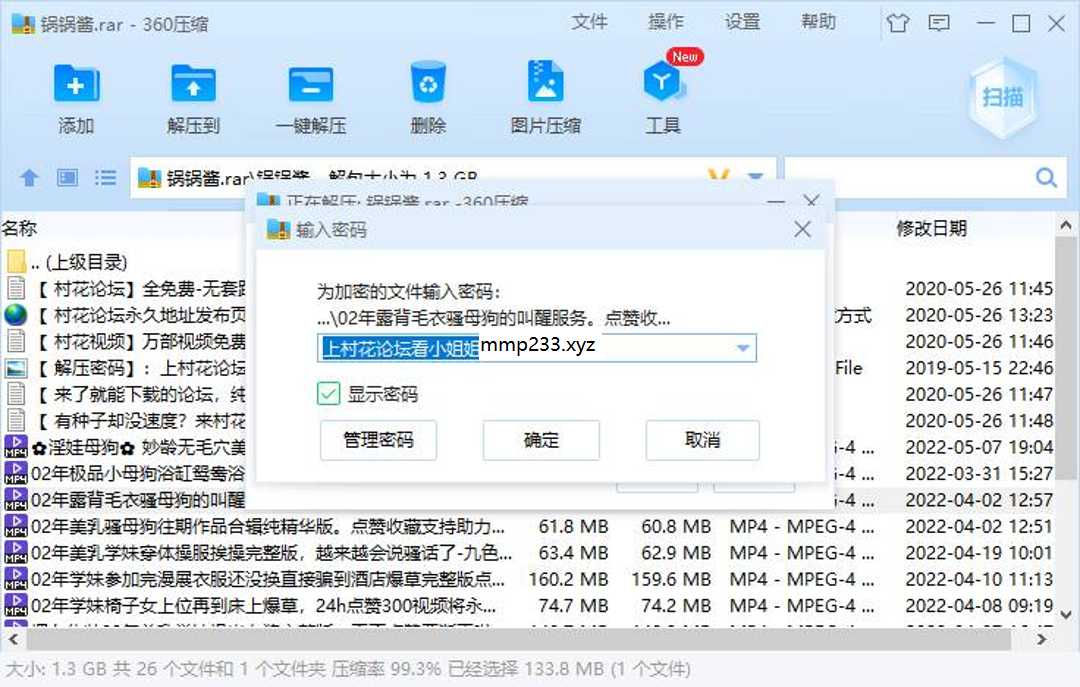 锅锅酱.rar - 360压缩
文件 操作 设置 帮助
New
添加 解压到 一键解压 删除 图片压缩 工具 扫描
锅锅酱.rar\锅锅酱 - 解包大小为 1.3 GB
正在解压: 锅锅酱.rar -360压缩
输入密码
名称 修改日期
.. (上级目录)
为加密的文件输入密码:
...\02年露背毛衣骚母狗的叫醒服务。点赞收...
上村花论坛看小姐姐mmp233.xyz
显示密码
管理密码 确定 取消
【 村花论坛】全免费-无套路 2020-05-26 11:45
【 村花论坛永久地址发布页 方式 2020-05-26 13:23
【 村花视频】万部视频免费 2020-05-26 11:45
【 解压密码】：上村花论坛 File 2019-05-15 22:46
【 来了就能下载的论坛，纯 2020-05-26 11:47
【 有种子却没速度？来村花 2020-05-26 11:48
✿淫娃母狗✿ 妙龄无毛穴美 -4 ... 2022-05-07 19:04
02年极品小母狗浴缸鸳鸯浴 -4 ... 2022-03-31 15:27
02年露背毛衣骚母狗的叫醒 -4 ... 2022-04-02 12:57
02年美乳骚母狗往期作品合辑纯精华版。点赞收藏支持助力... 61.8 MB 60.8 MB MP4 - MPEG-4 ... 2022-04-02 12:51
02年美乳学妹穿体操服挨操完整版，越来越会说骚话了-九色... 63.4 MB 62.9 MB MP4 - MPEG-4 ... 2022-04-19 10:01
02年学妹参加完漫展衣服还没换直接骗到酒店爆草完整版点... 160.2 MB 159.6 MB MP4 - MPEG-4 ... 2022-04-10 11:13
02年学妹椅子女上位再到床上爆草，24h点赞300视频将永... 74.7 MB 74.2 MB MP4 - MPEG-4 ... 2022-04-08 09:19
大小: 1.3 GB 共 26 个文件和 1 个文件夹 压缩率 99.3% 已经选择 133.8 MB (1 个文件)